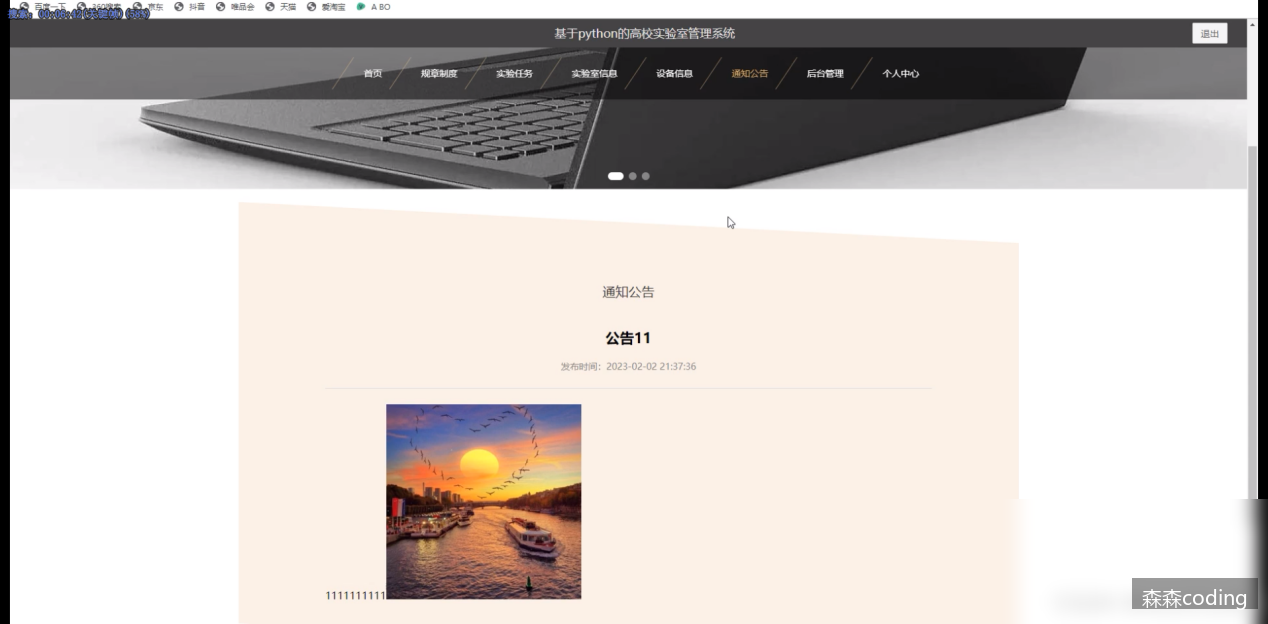 百度一下 360搜索 京东 抖音 唯品会 天猫 爱淘宝 A BO
基于python的高校实验室管理系统 退出
首页 规章制度 实验任务 实验室信息 设备信息 通知公告 后台管理 个人中心
通知公告
公告11
发布时间：2023-02-02 21:37:36
1111111111
森森coding